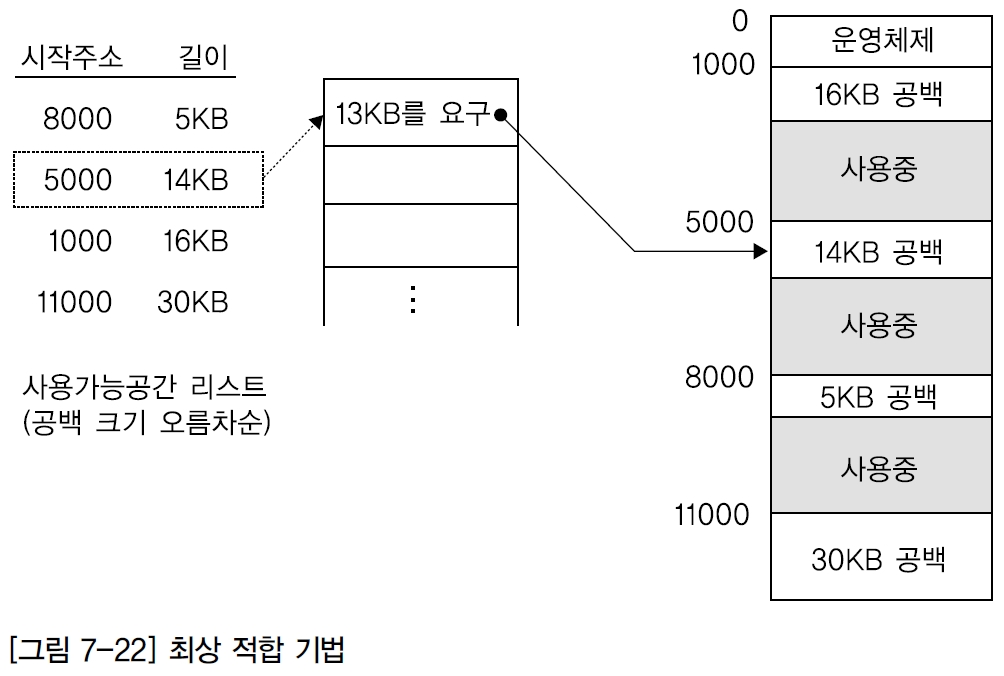 시작주소 길이
8000 5KB
5000 14KB
1000 16KB
11000 30KB
사용가능공간 리스트
(공백 크기 오름차순)
13KB를 요구
⋮
0
운영체제
1000
16KB 공백
사용중
5000
14KB 공백
사용중
8000
5KB 공백
사용중
11000
30KB 공백
[그림 7-22] 최상 적합 기법